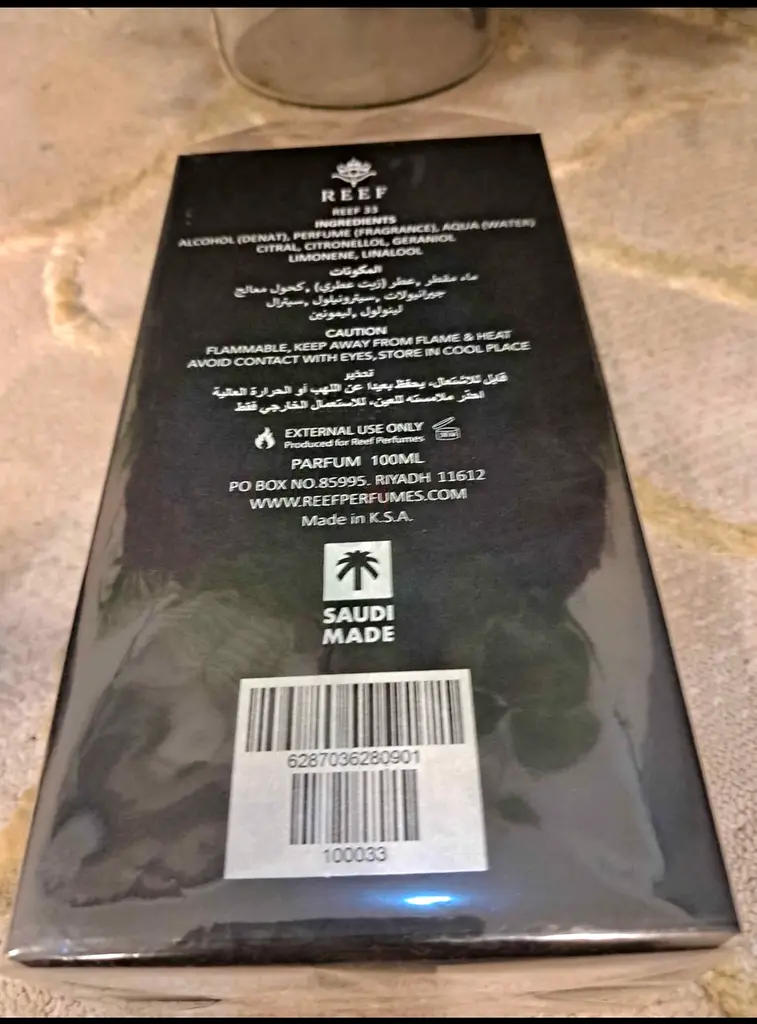 REEF
REEF 33
INGREDIENTS
ALCOHOL (DENAT), PERFUME (FRAGRANCE), AQUA (WATER)
CITRAL, CITRONELLOL, GERANIOL
LIMONENE, LINALOOL
المكونات
ماء مقطر ,عطر (زيت عطري) ,كحول معالج
جيرانيولات ,سيترونيلول ,سيترال
لينولول ,ليمونين
CAUTION
FLAMMABLE, KEEP AWAY FROM FLAME & HEAT
AVOID CONTACT WITH EYES, STORE IN COOL PLACE
تحذير
قابل للاشتعال، يحفظ بعيدا عن اللهب أو الحرارة العالية
احذر ملامسته للعين، للاستعمال الخارجي فقط
EXTERNAL USE ONLY
Produced for Reef Perfumes
PARFUM 100ML
PO BOX NO.85995. RIYADH 11612
WWW.REEFPERFUMES.COM
Made in K.S.A.
SAUDI
MADE
6287036280901
100033